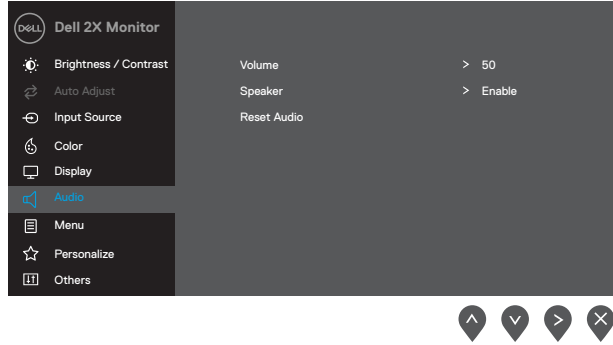 DELL Dell 2X Monitor
Brightness / Contrast
Volume > 50
Auto Adjust
Speaker > Enable
Input Source
Reset Audio
Color
Display
Audio
Menu
Personalize
Others